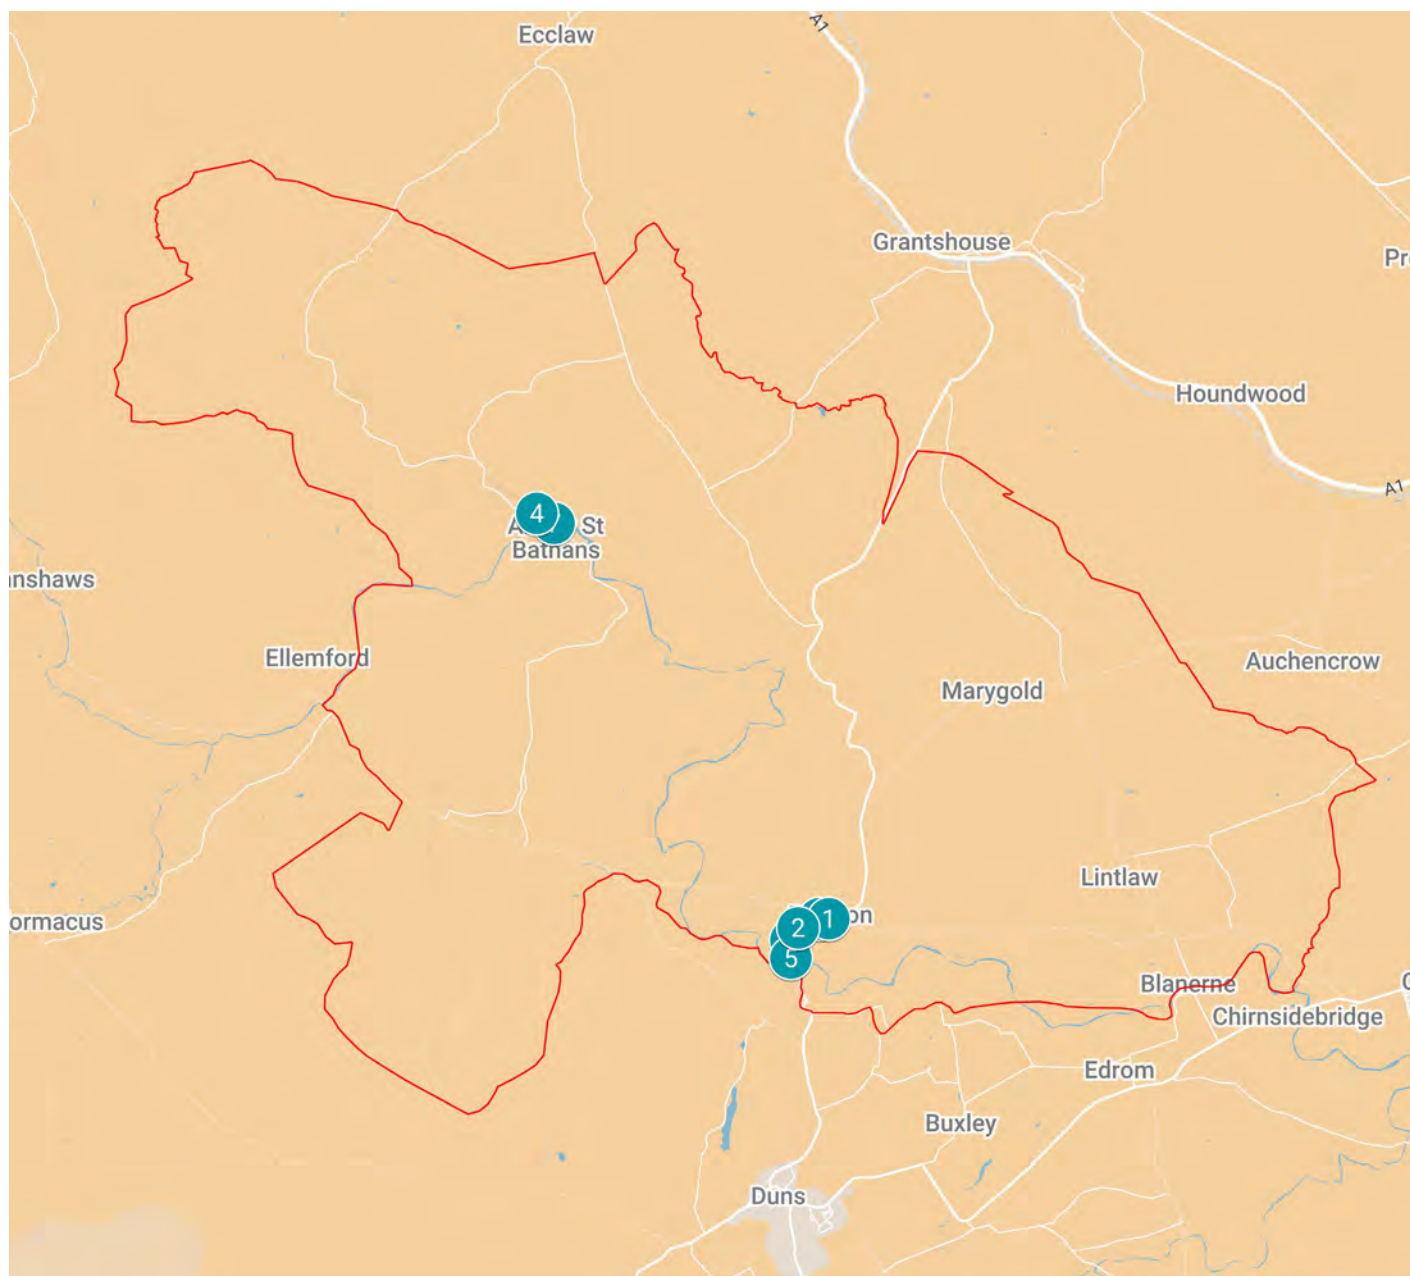 A1
Ecclaw
Grantshouse
Pr
Houndwood
A1
4
A St
Bathans
anshaws
Ellemford
Auchencrow
Marygold
Lintlaw
ormacus
2 1 on
5
Blanerne
Chirnsidebridge
Edrom
Buxley
Duns